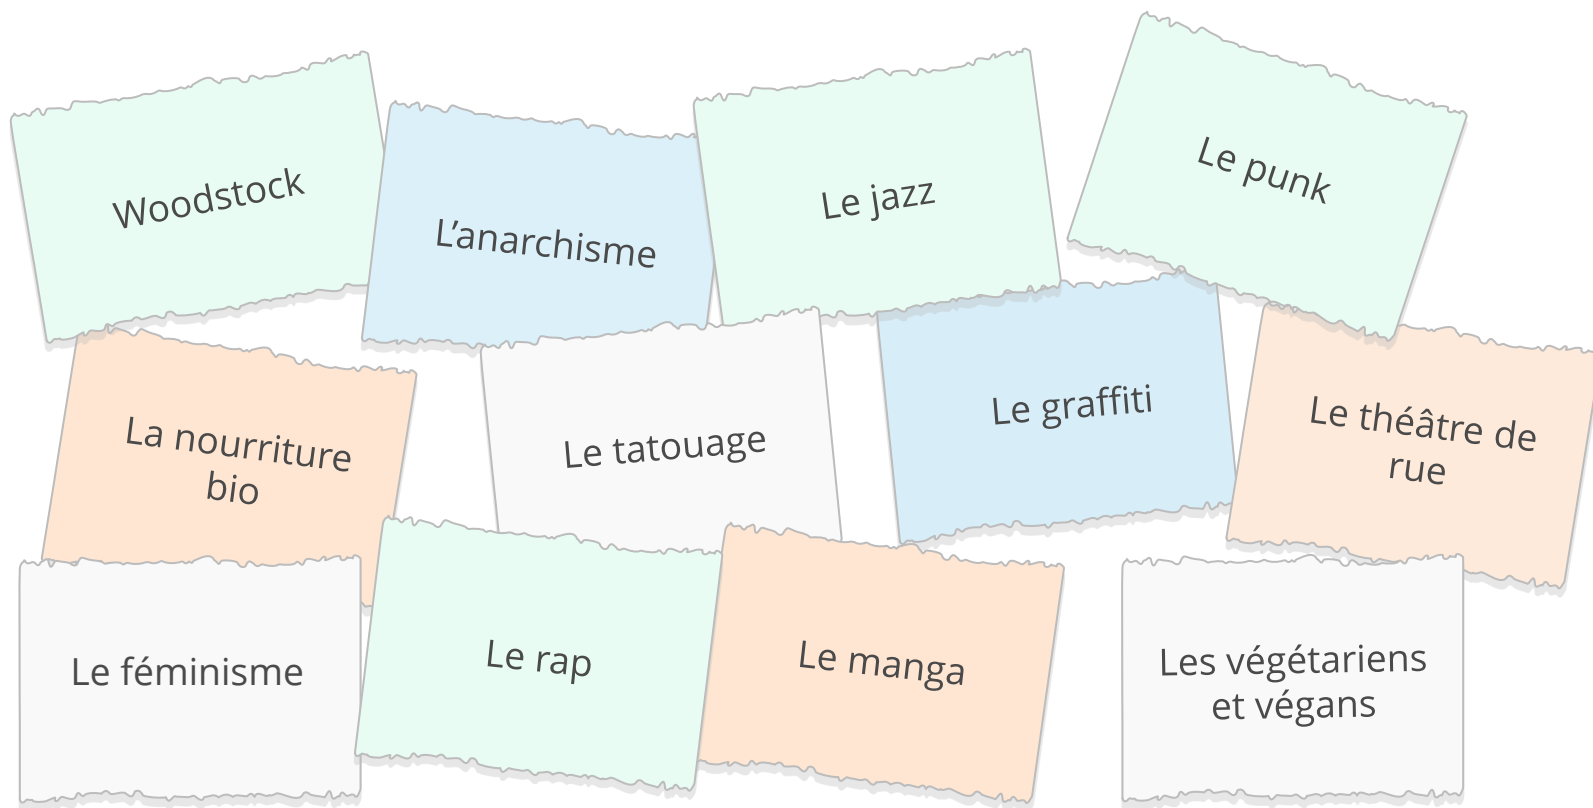 Woodstock
L’anarchisme
Le jazz
Le punk
La nourriture
bio
Le tatouage
Le graffiti
Le théâtre de
rue
Le féminisme
Le rap
Le manga
Les végétariens
et végans